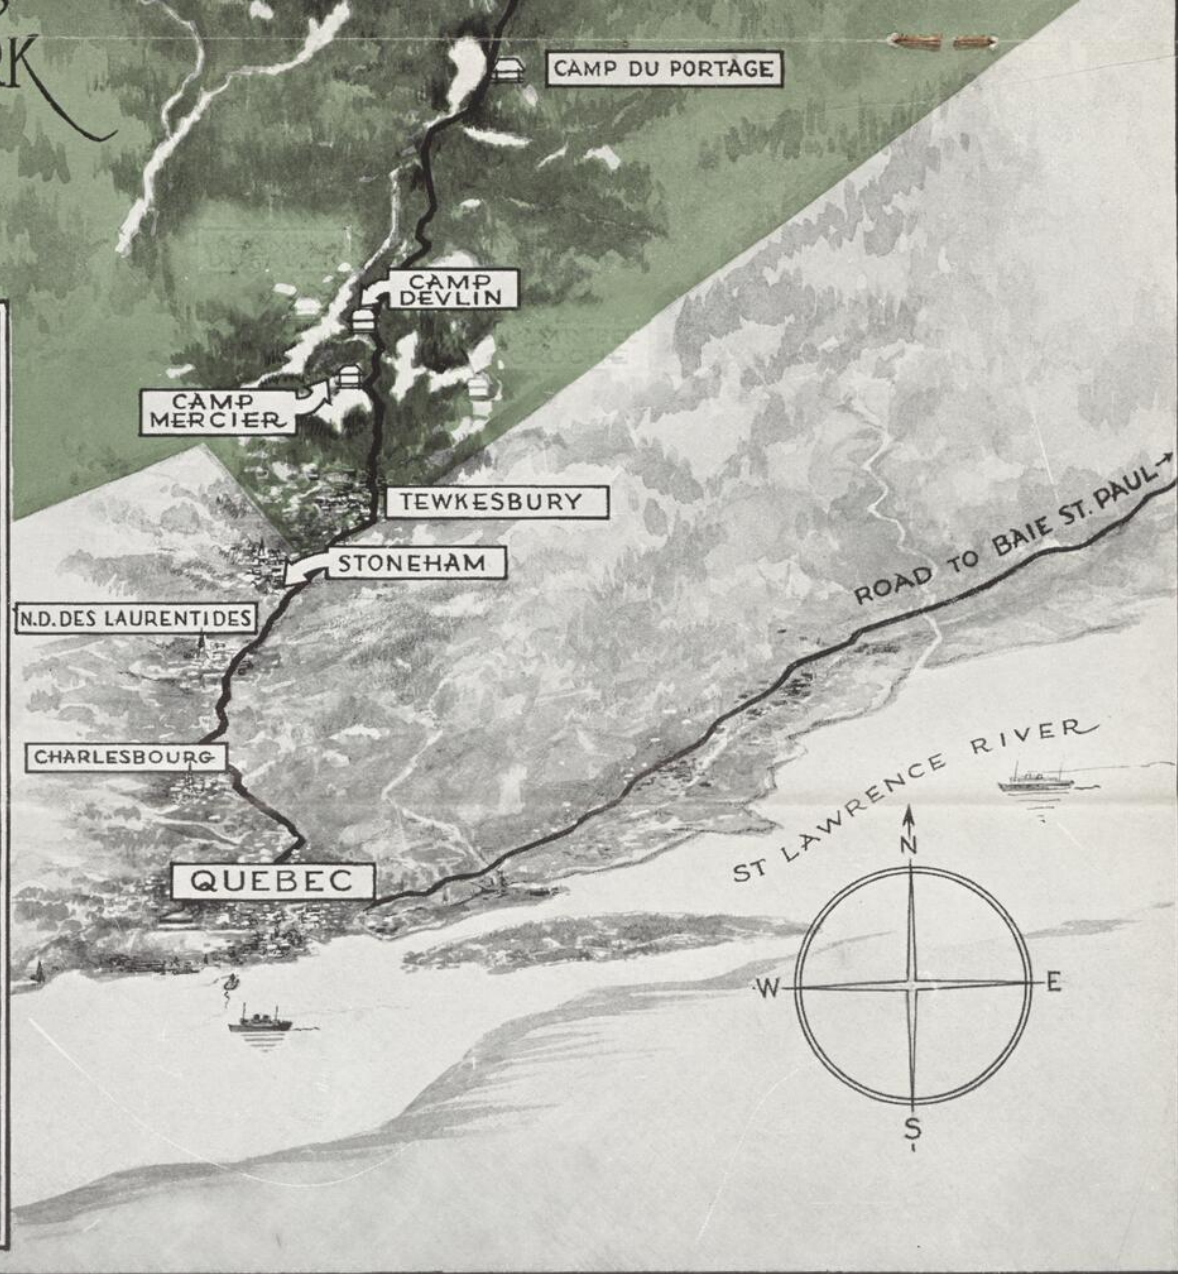 CAMP DU PORTAGE
CAMP
DEVLIN
CAMP
MERCIER
TEWKESBURY
STONEHAM
N.D. DES LAURENTIDES
ROAD TO BAIE ST. PAUL→
CHARLESBOURG
ST LAWRENCE RIVER
QUEBEC
N
W
E
S